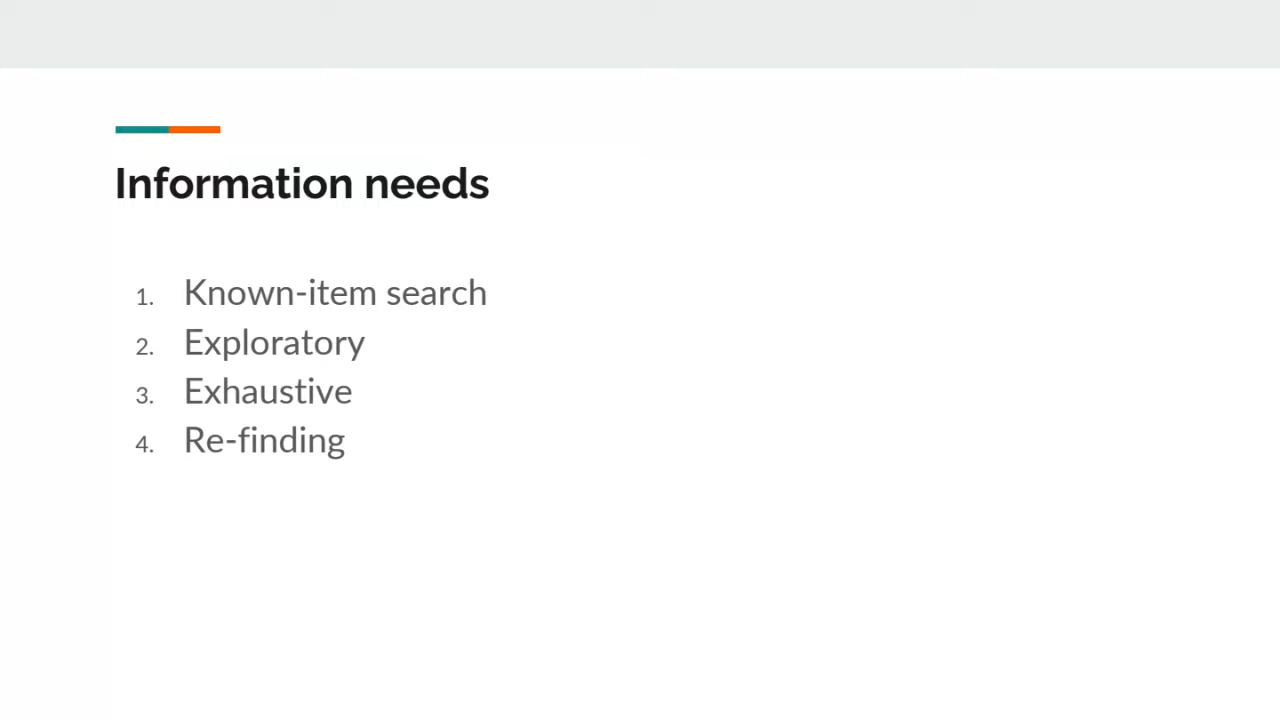 Information needs
1. Known-item search
2. Exploratory
3. Exhaustive
4. Re-finding